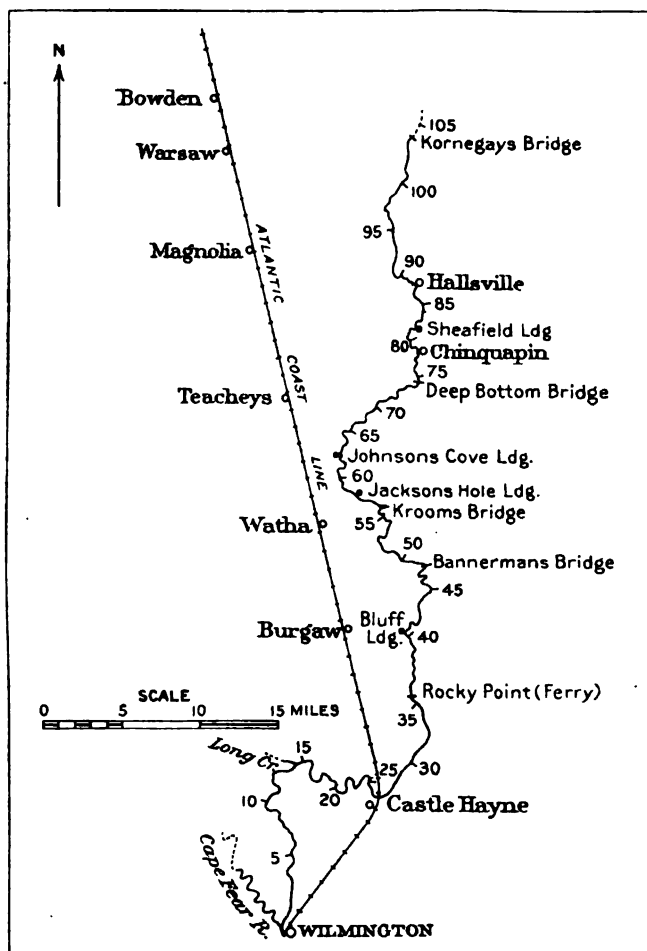 N
Bowden
Warsaw
Magnolia
Teacheys
Watha
Burgaw
ATLANTIC
COAST
LINE
105
Kornegays Bridge
100
95
90
Hallsville
85
Sheafield Ldg
80
Chinquapin
75
Deep Bottom Bridge
70
65
Johnsons Cove Ldg.
60
Jacksons Hole Ldg.
Krooms Bridge
55
50
Bannermans Bridge
45
Bluff
Ldg.
40
Rocky Point (Ferry)
35
SCALE
0 5 10 15 MILES
Long Cr.
15
25
30
20
10
Castle Hayne
5
Cape Fear R.
WILMINGTON